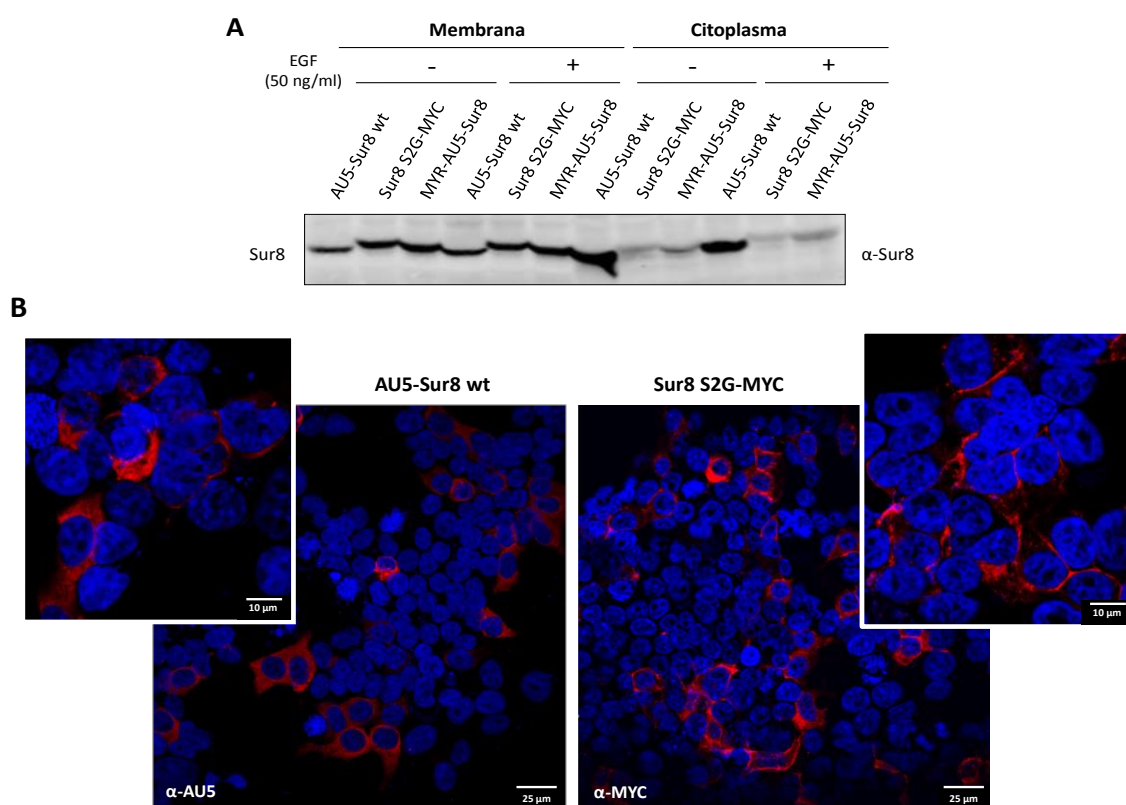 A
Membrana Citoplasma
EGF
(50 ng/ml)
- + - +
AU5-Sur8 wt
Sur8 S2G-MYC
MYR-AU5-Sur8
AU5-Sur8 wt
Sur8 S2G-MYC
MYR-AU5-Sur8
AU5-Sur8 wt
Sur8 S2G-MYC
MYR-AU5-Sur8
AU5-Sur8 wt
Sur8 S2G-MYC
MYR-AU5-Sur8
Sur8 α-Sur8
B
AU5-Sur8 wt Sur8 S2G-MYC
10 µm 10 µm
α-AU5 25 µm α-MYC 25 µm